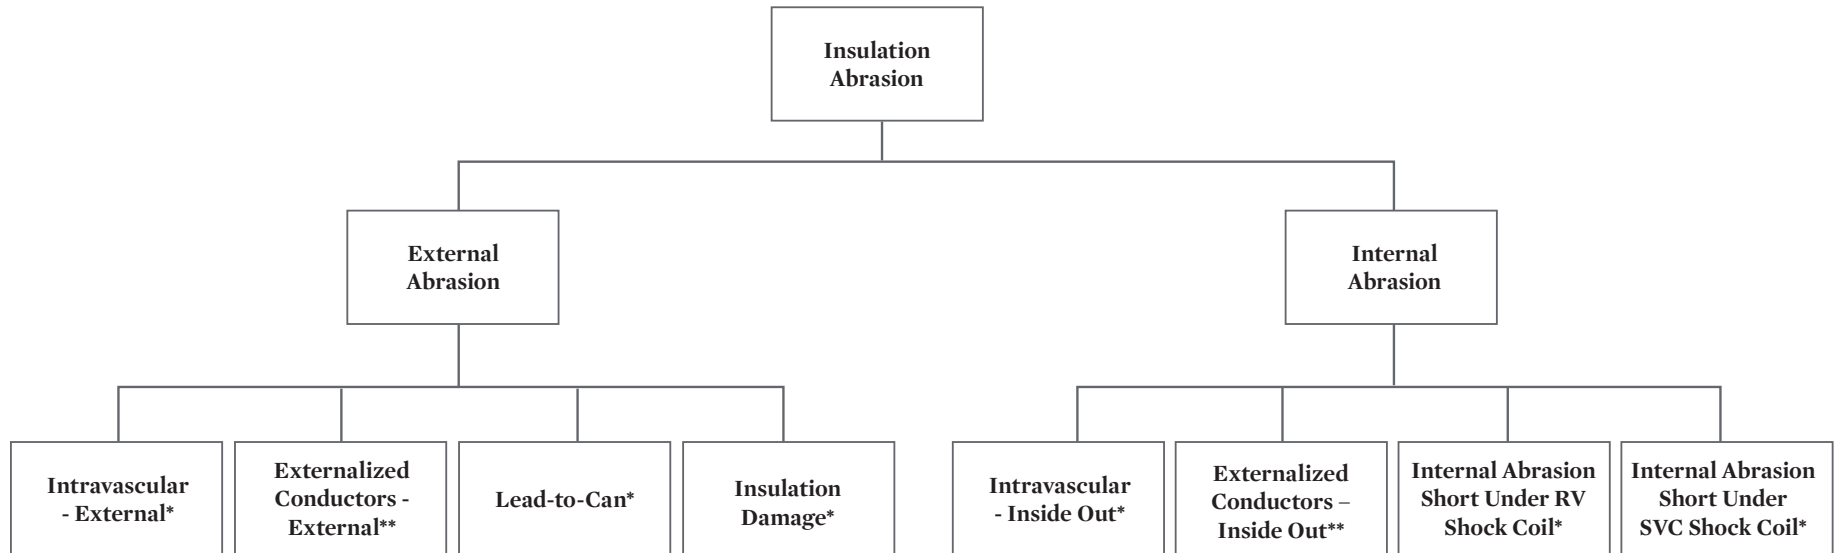 Insulation
Abrasion
External
Abrasion
Internal
Abrasion
Intravascular
- External*
Externalized
Conductors -
External**
Lead-to-Can*
Insulation
Damage*
Intravascular
- Inside Out*
Externalized
Conductors –
Inside Out**
Internal Abrasion
Short Under RV
Shock Coil*
Internal Abrasion
Short Under
SVC Shock Coil*